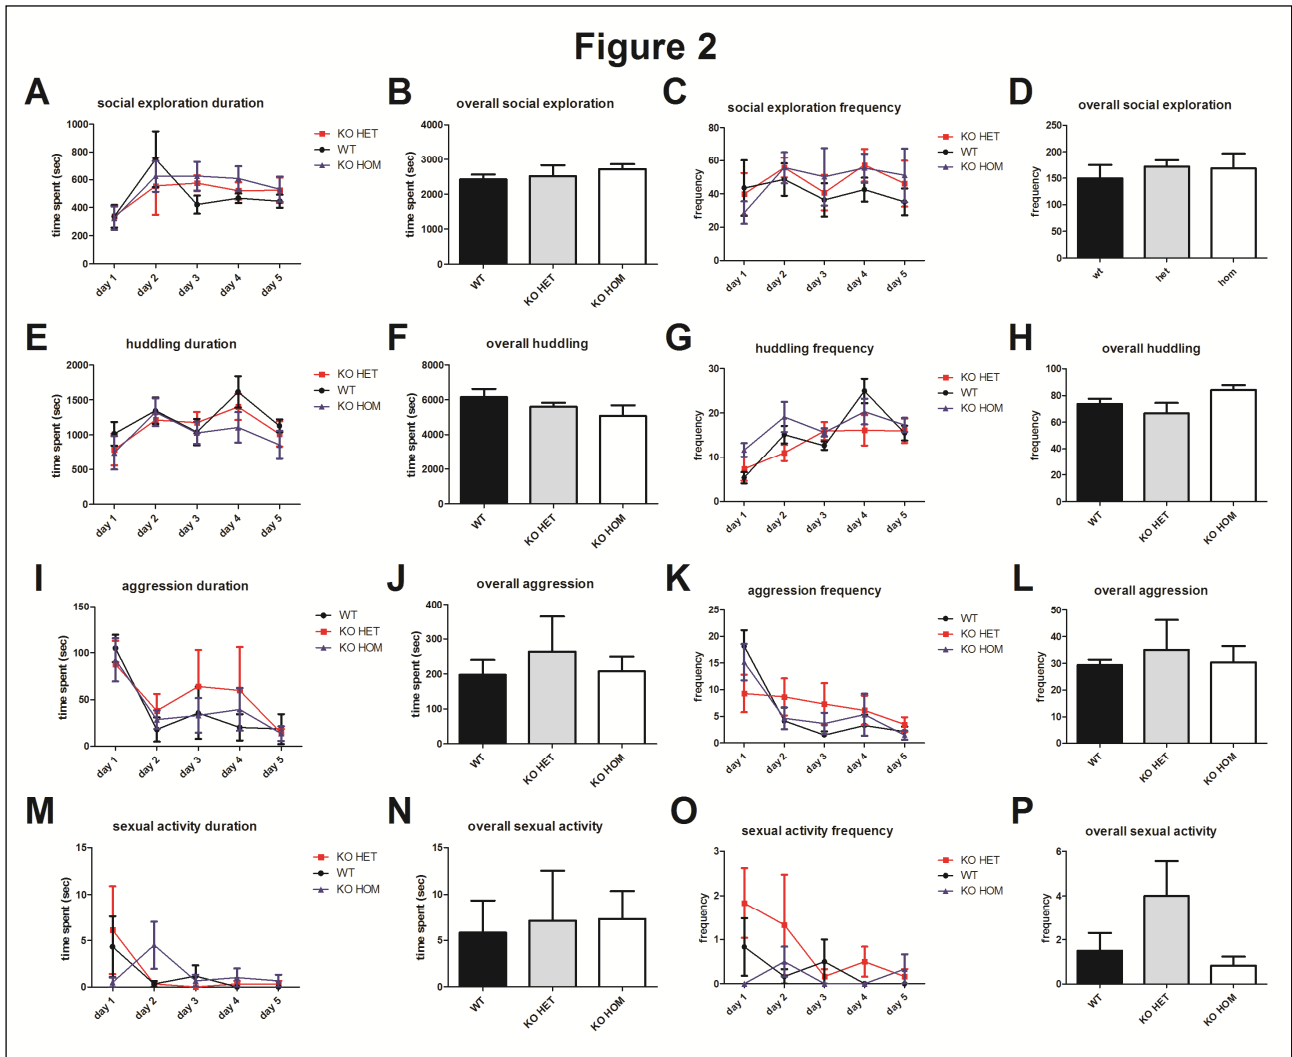 Figure 2
A
social exploration duration
time spent (sec)
1000
800
600
400
200
0
day 1
day 2
day 3
day 4
day 5
KO HET
WT
KO HOM
B
overall social exploration
time spent (sec)
4000
3000
2000
1000
0
WT
KO HET
KO HOM
C
social exploration frequency
frequency
80
60
40
20
0
day 1
day 2
day 3
day 4
day 5
KO HET
WT
KO HOM
D
overall social exploration
frequency
250
200
150
100
50
0
wt
het
hom
E
huddling duration
time spent (sec)
2000
1500
1000
500
0
day 1
day 2
day 3
day 4
day 5
KO HET
WT
KO HOM
F
overall huddling
time spent (sec)
8000
6000
4000
2000
0
WT
KO HET
KO HOM
G
huddling frequency
frequency
30
20
10
0
day 1
day 2
day 3
day 4
day 5
KO HET
WT
KO HOM
H
overall huddling
frequency
100
80
60
40
20
0
WT
KO HET
KO HOM
I
aggression duration
time spent (sec)
150
100
50
0
day 1
day 2
day 3
day 4
day 5
WT
KO HET
KO HOM
J
overall aggression
time spent (sec)
400
300
200
100
0
WT
KO HET
KO HOM
K
aggression frequency
frequency
25
20
15
10
5
0
day 1
day 2
day 3
day 4
day 5
WT
KO HET
KO HOM
L
overall aggression
frequency
50
40
30
20
10
0
WT
KO HET
KO HOM
M
sexual activity duration
time spent (sec)
15
10
5
0
day 1
day 2
day 3
day 4
day 5
KO HET
WT
KO HOM
N
overall sexual activity
time spent (sec)
15
10
5
0
WT
KO HET
KO HOM
O
sexual activity frequency
frequency
3
2
1
0
day 1
day 2
day 3
day 4
day 5
KO HET
WT
KO HOM
P
overall sexual activity
frequency
6
4
2
0
WT
KO HET
KO HOM